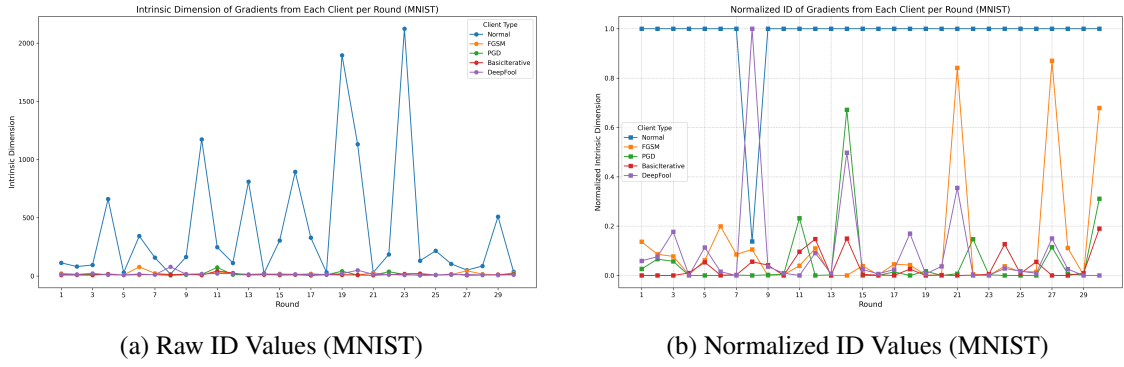 Intrinsic Dimension of Gradients from Each Client per Round (MNIST)
Intrinsic Dimension
2000
1500
1000
500
0
1 3 5 7 9 11 13 15 17 19 21 23 25 27 29
Round
Client Type
Normal
FGSM
PGD
BasicIterative
DeepFool
(a) Raw ID Values (MNIST)
Normalized ID of Gradients from Each Client per Round (MNIST)
Normalized Intrinsic Dimension
1.0
0.8
0.6
0.4
0.2
0.0
1 3 5 7 9 11 13 15 17 19 21 23 25 27 29
Round
Client Type
Normal
FGSM
PGD
BasicIterative
DeepFool
(b) Normalized ID Values (MNIST)